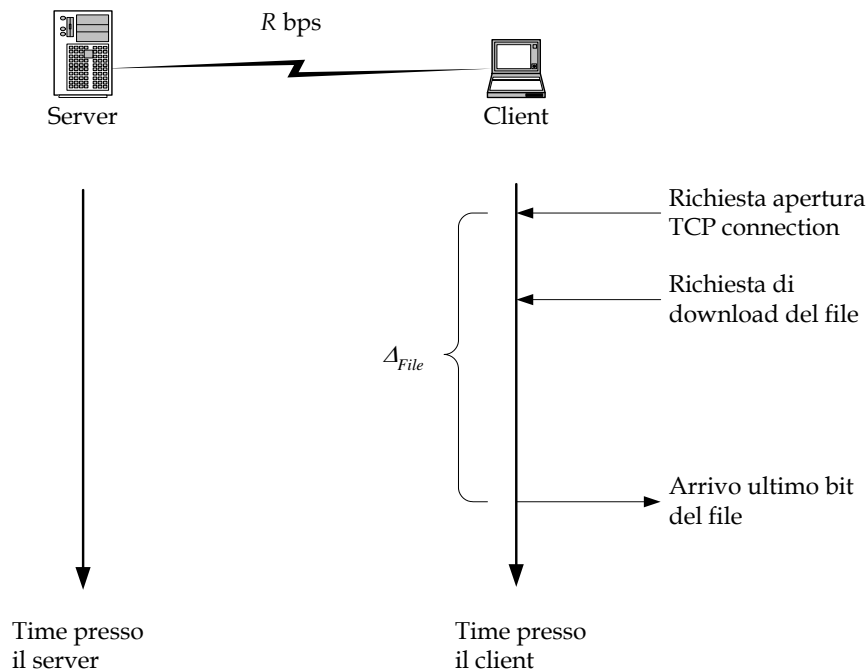 R bps
Server
Client
Richiesta apertura
TCP connection
Richiesta di
download del file
Δ_File
Arrivo ultimo bit
del file
Time presso
il server
Time presso
il client